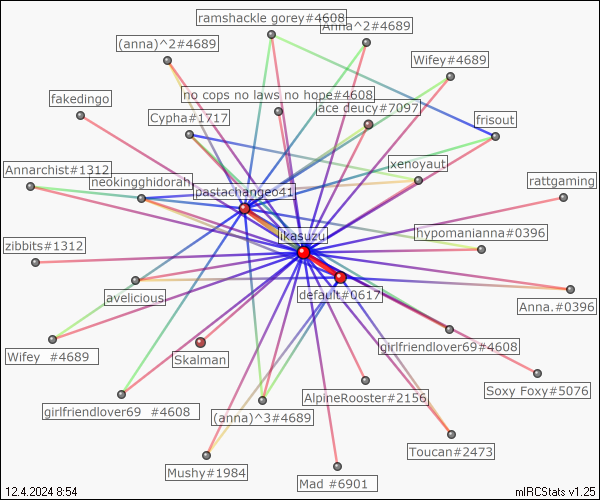 ramshackle gorey#4608
Anna^2#4689
(anna)^2#4689
Wifey#4689
fakedingo
no cops no laws no hope#4608
ace deucy#7097
Cypha#1717
frisout
xenoyaut
Annarchist#1312
neokingghidorah
pastachangeo41
rattgaming
ikasuzu
hypomanianna#0396
zibbits#1312
avelicious
default#0617
Anna.#0396
girlfriendlover69#4608
Wifey  #4689
Skalman
Soxy Foxy#5076
AlpineRooster#2156
girlfriendlover69  #4608
(anna)^3#4689
Toucan#2473
Mushy#1984
Mad #6901
12.4.2024 8:54
mIRCStats v1.25